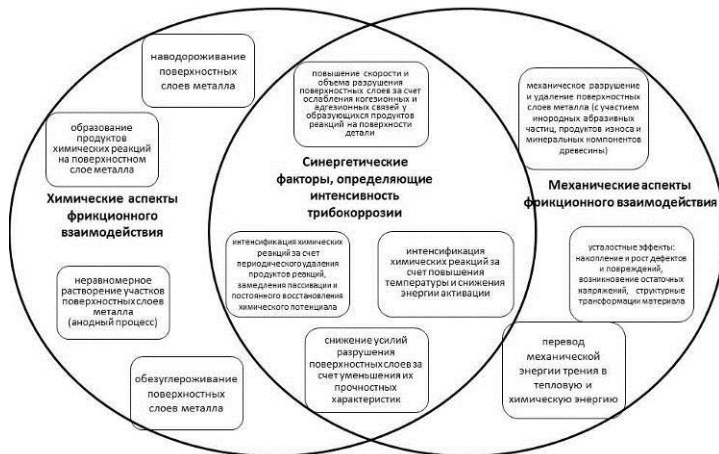 наводороживание
поверхностных
слоев металла
образование
продуктов
химических реакций
на поверхностном
слое металла
Химические аспекты
фрикционного
взаимодействия
неравномерное
растворение участков
поверхностных слоев
металла
(анодный процесс)
обезуглероживание
поверхностных
слоев металла
повышение скорости и
объема разрушения
поверхностных слоев за счет
ослабления когезионных и
адгезионных связей у
образующихся продуктов
реакций на поверхности
детали
Синергетические
факторы, определяющие
интенсивность
трибокоррозии
интенсификация химических
реакций за счет
периодического удаления
продуктов реакций,
замедления пассивации и
постоянного восстановления
химического потенциала
интенсификация
химических реакций за
счет повышения
температуры и снижения
энергии активации
снижение усилий
разрушения
поверхностных слоев за
счет уменьшения их
прочностных
характеристик
механическое разрушение
и удаление поверхностных
слоев металла (с участием
инородных абразивных
частиц, продуктов износа и
минеральных компонентов
древесины)
Механические аспекты
фрикционного взаимодействия
усталостные эффекты:
накопление и рост дефектов
и повреждений,
возникновение остаточных
напряжений, структурные
трансформации материала
перевод
механической
энергии трения в
тепловую и
химическую энергию